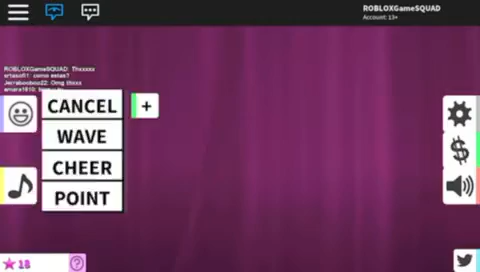 ROBLOXGameSQUAD
Account: 13+
ROBLOXGameSQUAD: Thxxxxx
como estas?
Omg thxxx
CANCEL
+
WAVE
CHEER
POINT
$
18
?